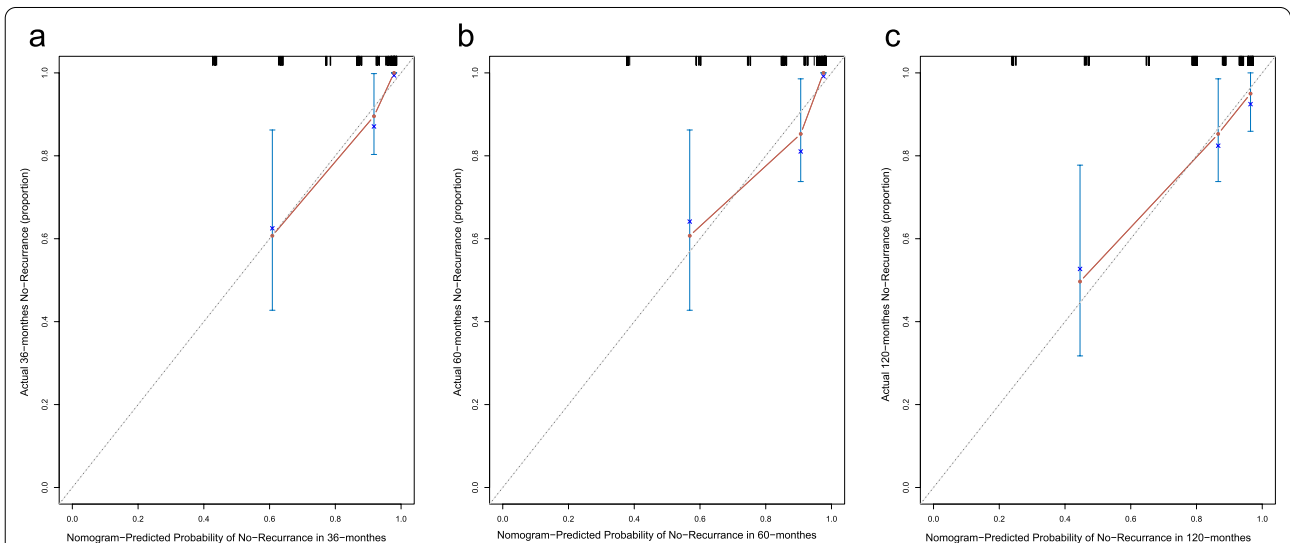 a
b
c
Actual 36−monthes No−Recurrance (proportion)
1.0
0.8
0.6
0.4
0.2
0.0
0.0 0.2 0.4 0.6 0.8 1.0
Nomogram−Predicted Probability of No−Recurrance in 36−monthes
Actual 60−monthes No−Recurrance (proportion)
1.0
0.8
0.6
0.4
0.2
0.0
0.0 0.2 0.4 0.6 0.8 1.0
Nomogram−Predicted Probability of No−Recurrance in 60−monthes
Actual 120−monthes No−Recurrance (proportion)
1.0
0.8
0.6
0.4
0.2
0.0
0.0 0.2 0.4 0.6 0.8 1.0
Nomogram−Predicted Probability of No−Recurrance in 120−monthes